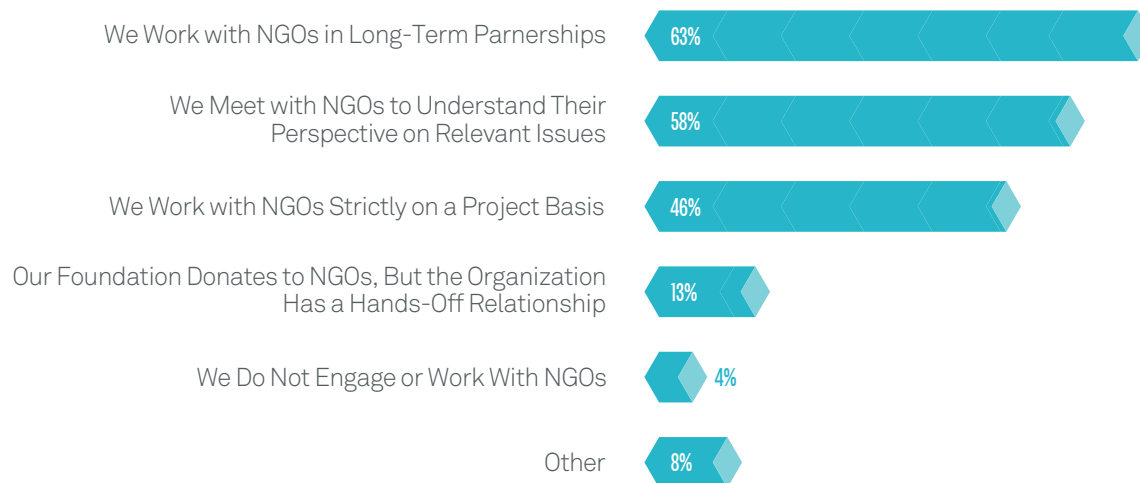 We Work with NGOs in Long-Term Parnerships
63%
We Meet with NGOs to Understand Their
Perspective on Relevant Issues
58%
We Work with NGOs Strictly on a Project Basis
46%
Our Foundation Donates to NGOs, But the Organization
Has a Hands-Off Relationship
13%
We Do Not Engage or Work With NGOs
4%
Other
8%